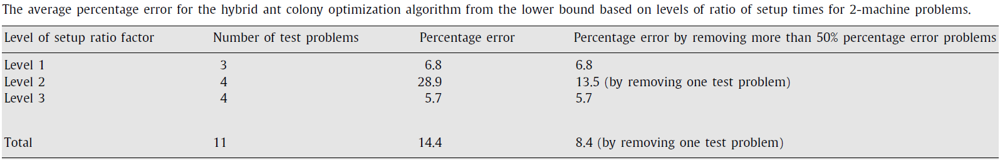 The average percentage error for the hybrid ant colony optimization algorithm from the lower bound based on levels of ratio of setup times for 2-machine problems.
Level of setup ratio factor Number of test problems Percentage error Percentage error by removing more than 50% percentage error problems
Level 1 3 6.8 6.8
Level 2 4 28.9 13.5 (by removing one test problem)
Level 3 4 5.7 5.7
Total 11 14.4 8.4 (by removing one test problem)